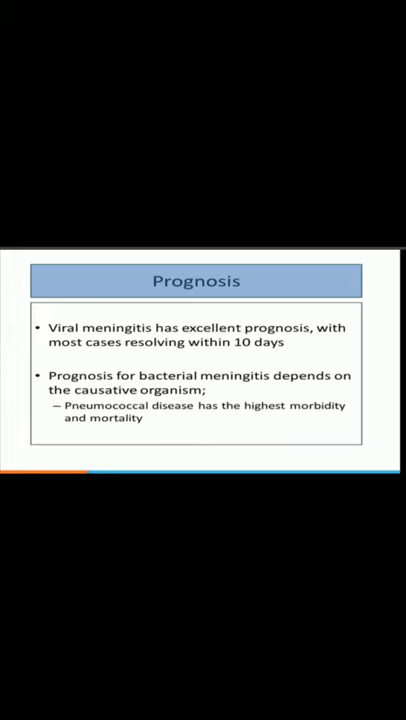 Prognosis
• Viral meningitis has excellent prognosis, with
most cases resolving within 10 days
• Prognosis for bacterial meningitis depends on
the causative organism;
– Pneumococcal disease has the highest morbidity
and mortality